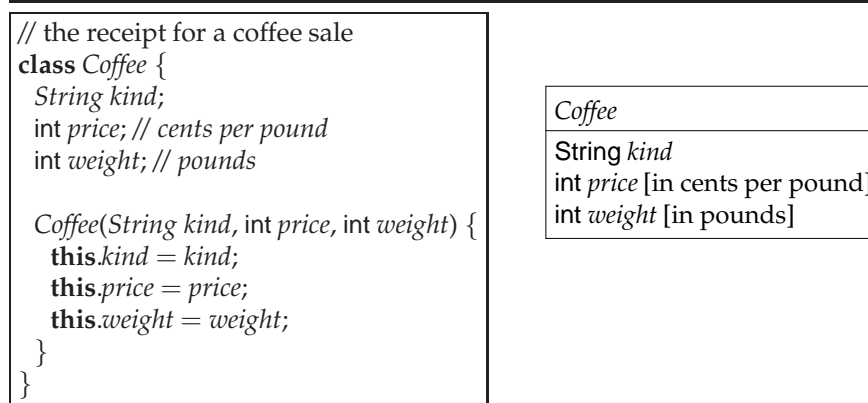 // the receipt for a coffee sale
class Coffee {
String kind;
int price; // cents per pound
int weight; // pounds
Coffee(String kind, int price, int weight) {
this.kind = kind;
this.price = price;
this.weight = weight;
}
}
Coffee
String kind
int price [in cents per pound]
int weight [in pounds]